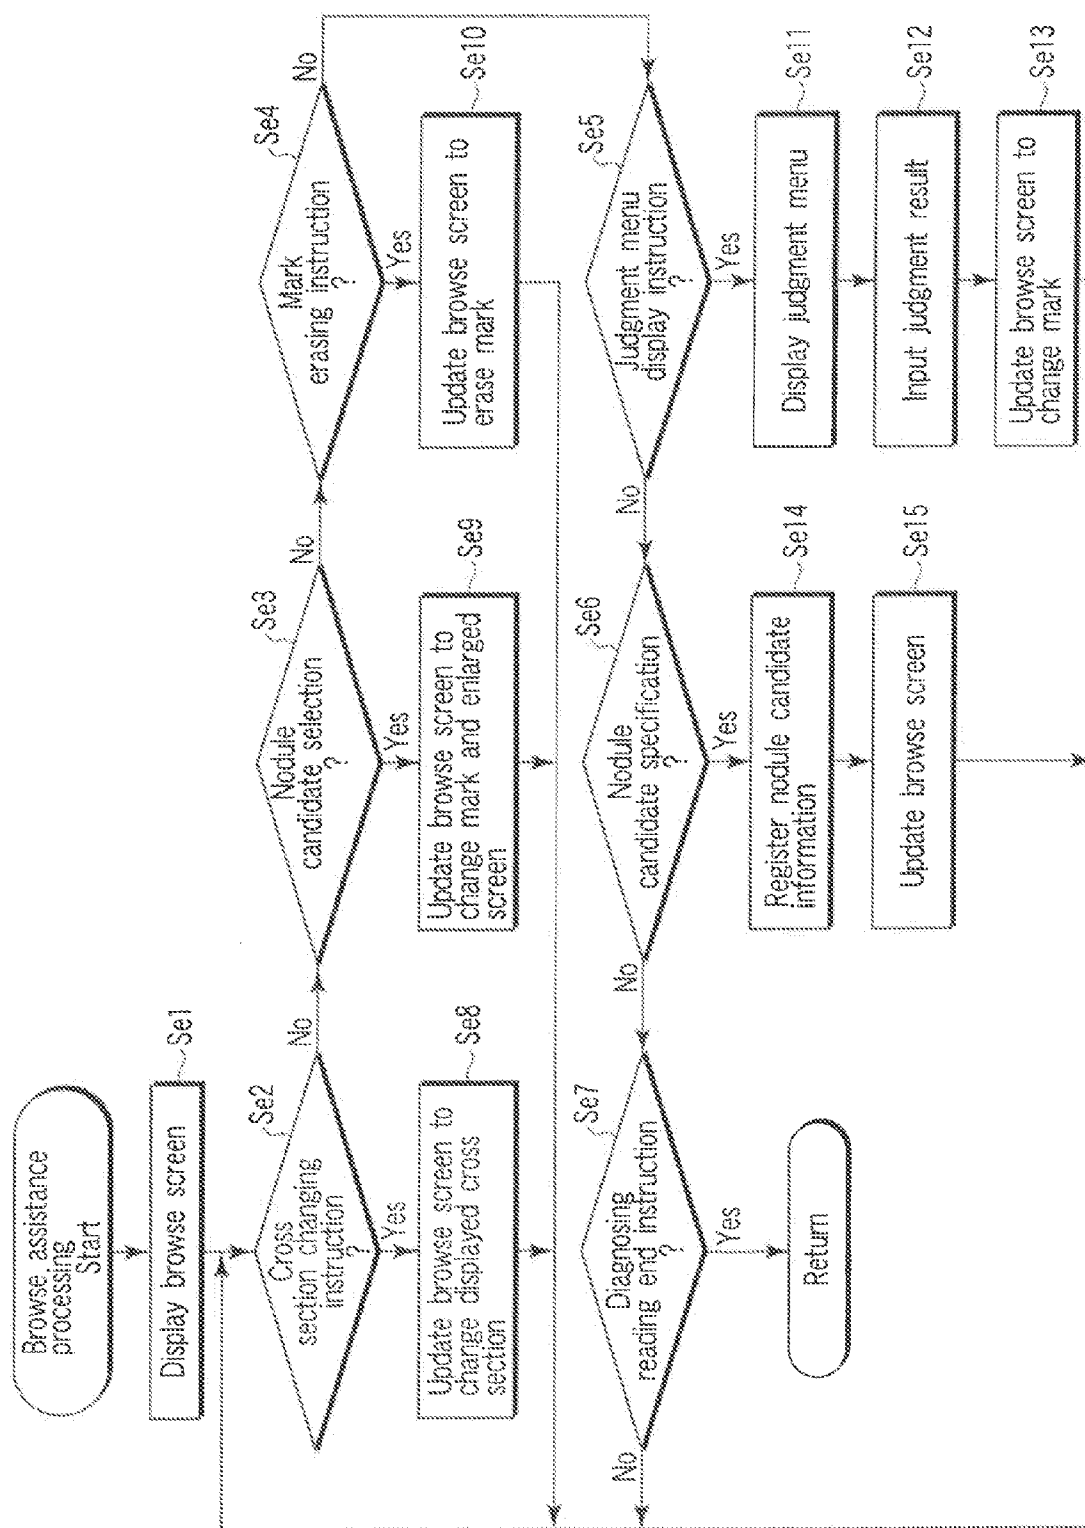 Browse assistance
processing
Start
Display browse screen
Se1
Cross
section changing
instruction
?
Se2
No
Yes
Update browse screen to
change displayed cross
section
Se8
Nodule
candidate selection
?
Se3
No
Yes
Update browse screen to
change mark and enlarged
screen
Se9
Mark
erasing instruction
?
Se4
No
Yes
Update browse screen to
erase mark
Se10
Judgment menu
display instruction
?
Se5
No
Yes
Display judgment menu
Se11
Input judgment result
Se12
Update browse screen to
change mark
Se13
Nodule
candidate specification
?
Se6
No
Yes
Register nodule candidate
information
Se14
Update browse screen
Se15
Diagnosing
reading end instruction
?
Se7
No
Yes
Return